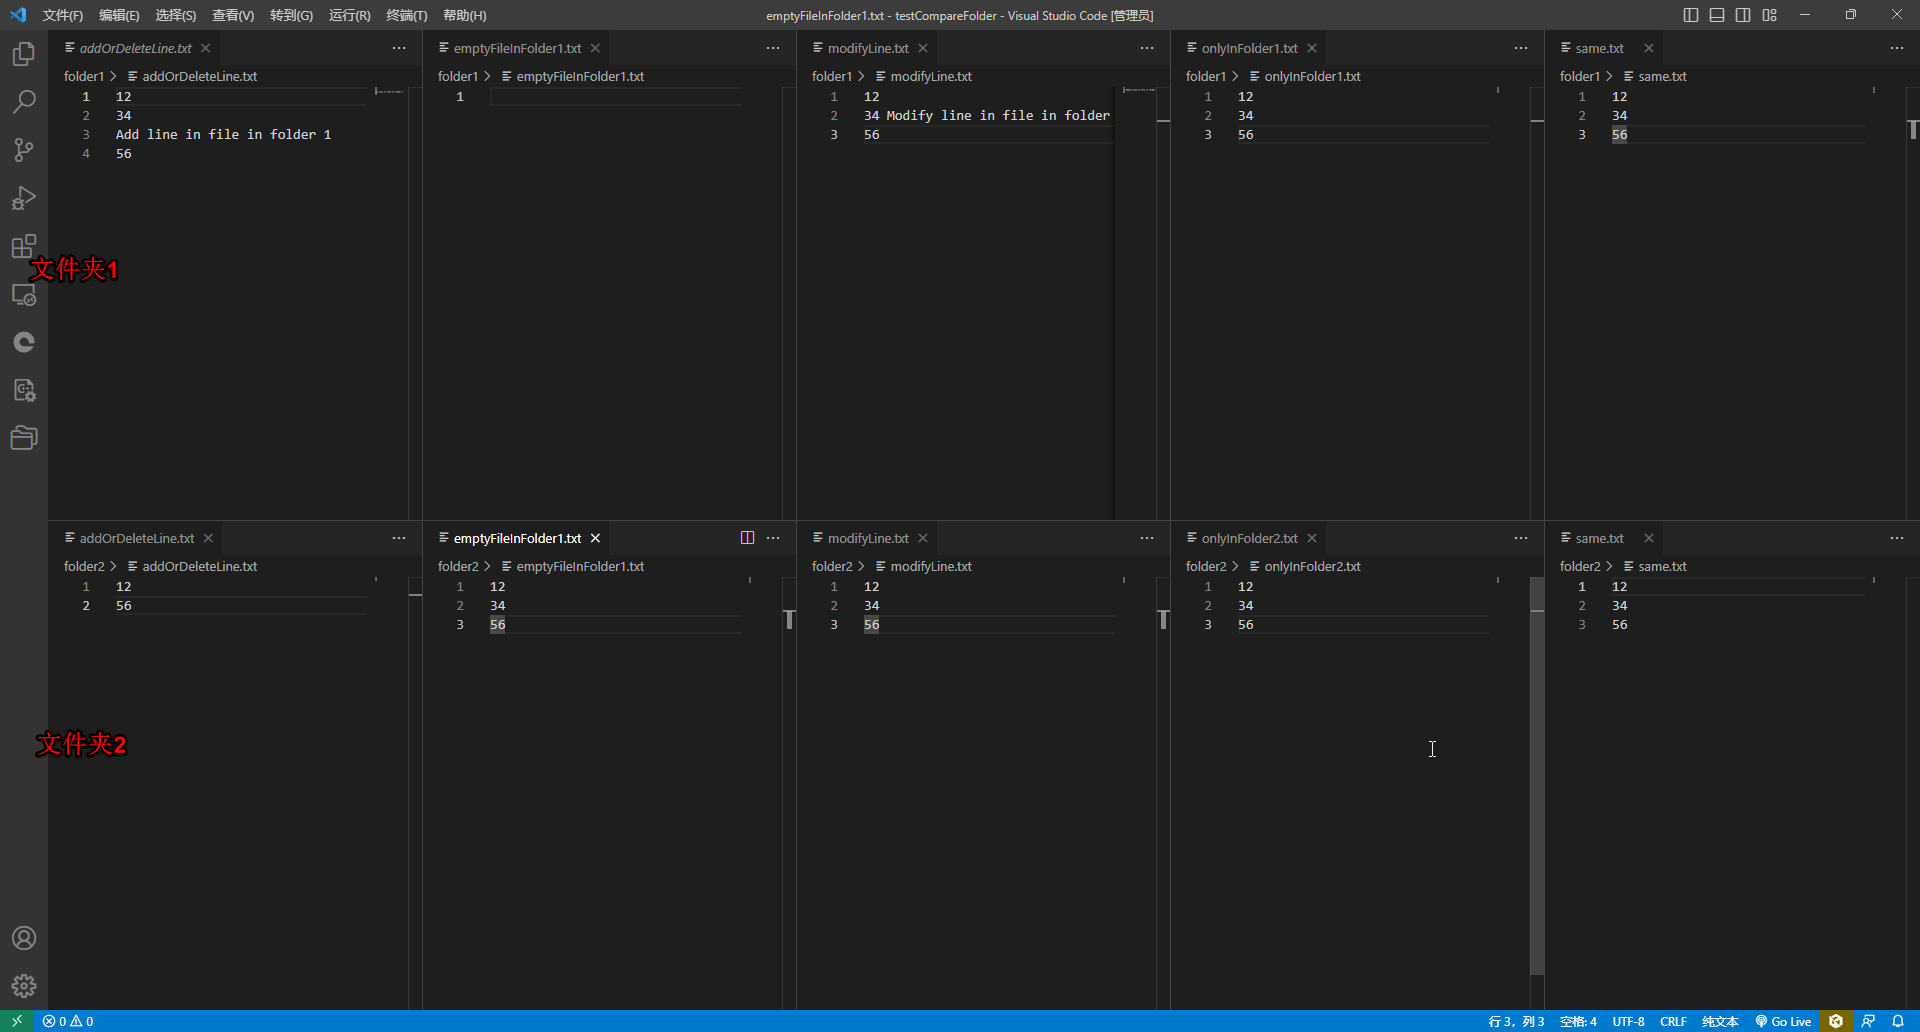 文件(F) 编辑(E) 选择(S) 查看(V) 转到(G) 运行(R) 终端(T) 帮助(H) emptyFileInFolder1.txt - testCompareFolder - Visual Studio Code [管理员]
addOrDeleteLine.txt
folder1 > addOrDeleteLine.txt
1 12
2 34
3 Add line in file in folder 1
4 56
emptyFileInFolder1.txt
folder1 > emptyFileInFolder1.txt
1
modifyLine.txt
folder1 > modifyLine.txt
1 12
2 34 Modify line in file in folder
3 56
onlyInFolder1.txt
folder1 > onlyInFolder1.txt
1 12
2 34
3 56
same.txt
folder1 > same.txt
1 12
2 34
3 56
文件夹1
addOrDeleteLine.txt
folder2 > addOrDeleteLine.txt
1 12
2 56
emptyFileInFolder1.txt
folder2 > emptyFileInFolder1.txt
1 12
2 34
3 56
modifyLine.txt
folder2 > modifyLine.txt
1 12
2 34
3 56
onlyInFolder2.txt
folder2 > onlyInFolder2.txt
1 12
2 34
3 56
same.txt
folder2 > same.txt
1 12
2 34
3 56
文件夹2
0 0 行 3，列 3 空格: 4 UTF-8 CRLF 纯文本 Go Live